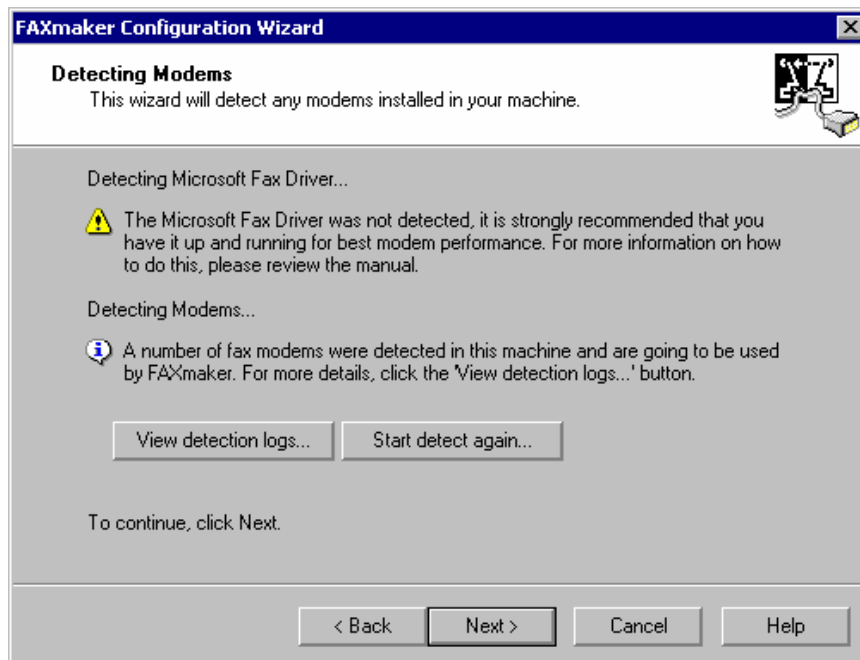 FAXmaker Configuration Wizard
Detecting Modems
This wizard will detect any modems installed in your machine.
Detecting Microsoft Fax Driver...
The Microsoft Fax Driver was not detected, it is strongly recommended that you
have it up and running for best modem performance. For more information on how
to do this, please review the manual.
Detecting Modems...
A number of fax modems were detected in this machine and are going to be used
by FAXmaker. For more details, click the 'View detection logs...' button.
View detection logs...
Start detect again...
To continue, click Next.
< Back
Next >
Cancel
Help